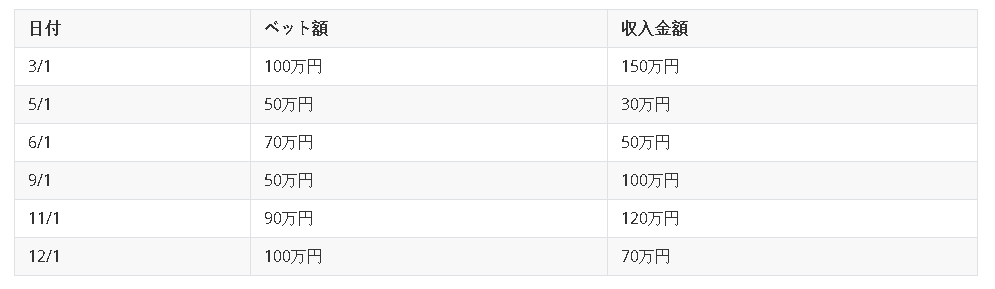 日付 ベット額 収入金額
3/1 100万円 150万円
5/1 50万円 30万円
6/1 70万円 50万円
9/1 50万円 100万円
11/1 90万円 120万円
12/1 100万円 70万円